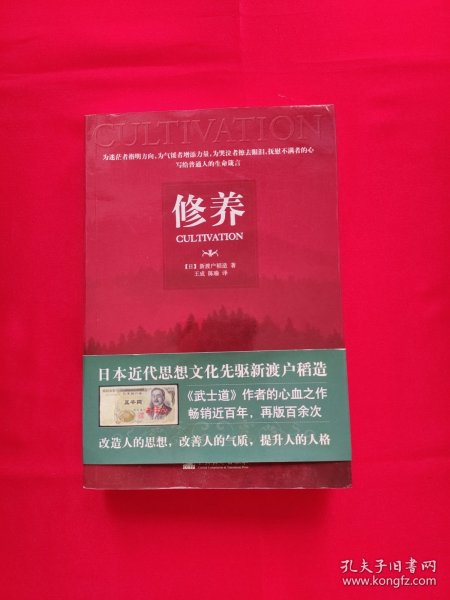 CULTIVATION
为迷茫者指明方向，为气馁者增添力量，为哭泣者擦去眼泪，抚慰不满者的心
写给普通人的生命箴言
修养
CULTIVATION
【日】新渡户稻造 著
王成 陈瑜 译
日本近代思想文化先驱新渡户稻造
《武士道》作者的心血之作
畅销近百年，再版百余次
五千円
改造人的思想，改善人的气质，提升人的人格
孔夫子旧书网
www.kongfz.com